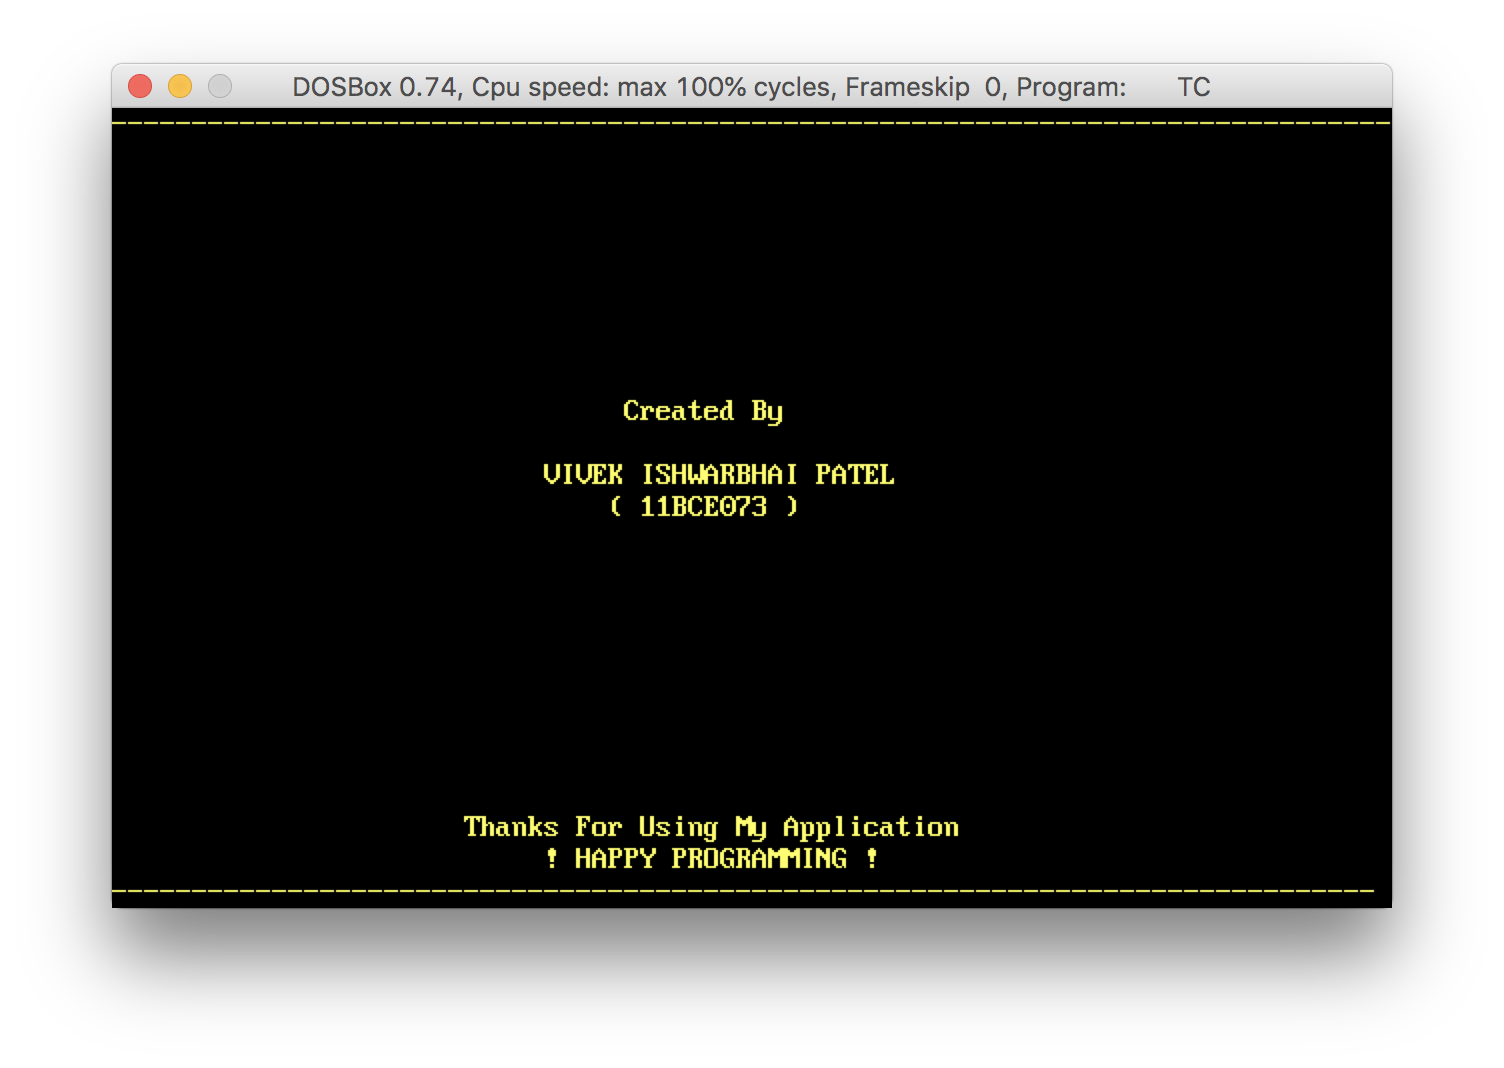 DOSBox 0.74, Cpu speed: max 100% cycles, Frameskip 0, Program: TC
--------------------------------------------------------------------------------
Created By
VIVEK ISHWARBHAI PATEL
( 11BCE073 )
Thanks For Using My Application
! HAPPY PROGRAMMING !
-------------------------------------------------------------------------------